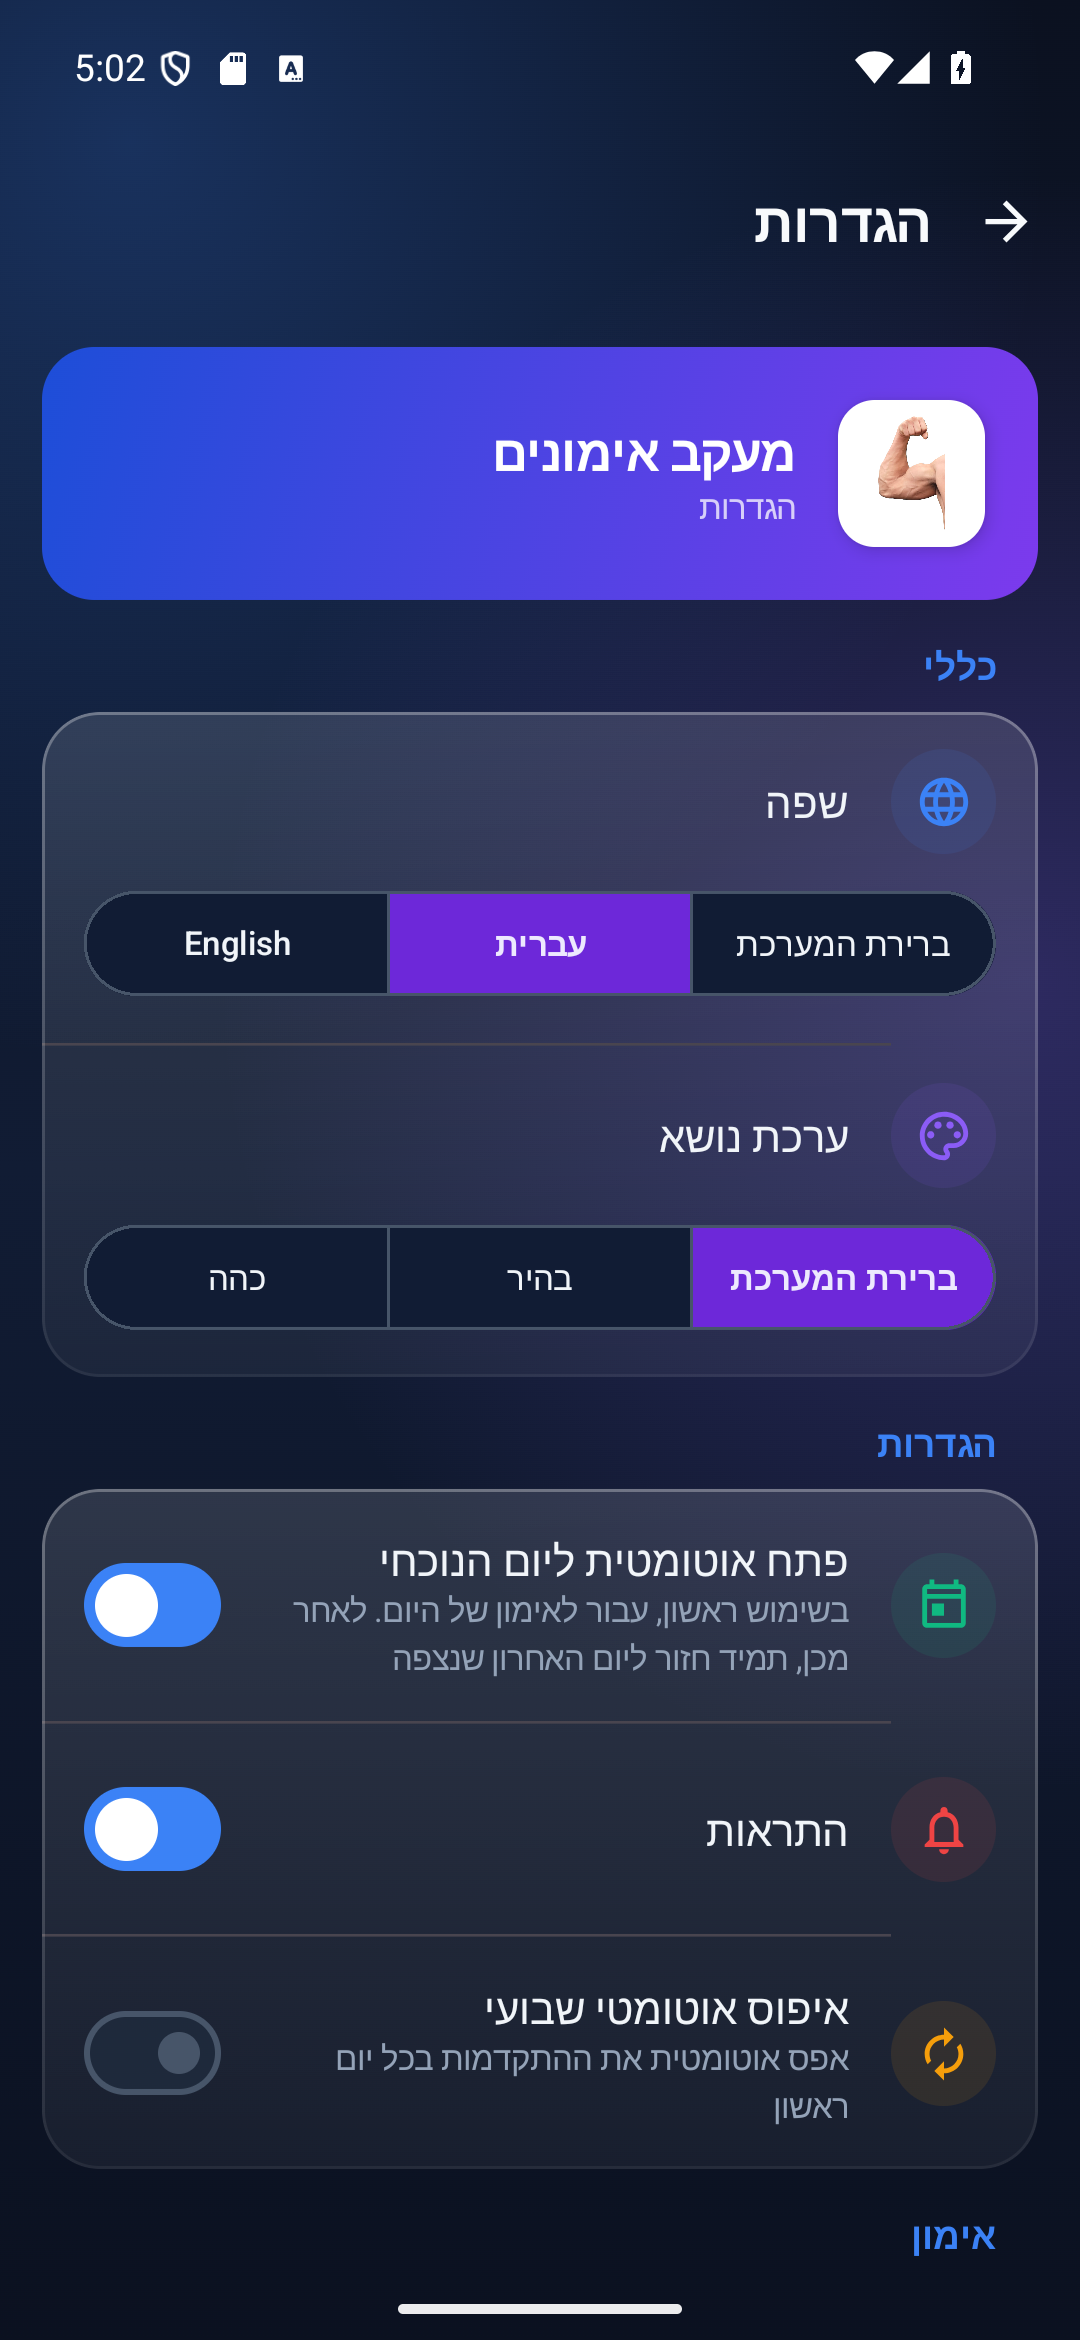 5:02
הגדרות
מעקב אימונים
הגדרות
כללי
שפה
ברירת המערכת
עברית
English
ערכת נושא
ברירת המערכת
בהיר
כהה
הגדרות
פתח אוטומטית ליום הנוכחי
בשימוש ראשון, עבור לאימון של היום. לאחר
מכן, תמיד חזור ליום האחרון שנצפה
התראות
איפוס אוטומטי שבועי
אפס אוטומטית את ההתקדמות בכל יום
ראשון
אימון